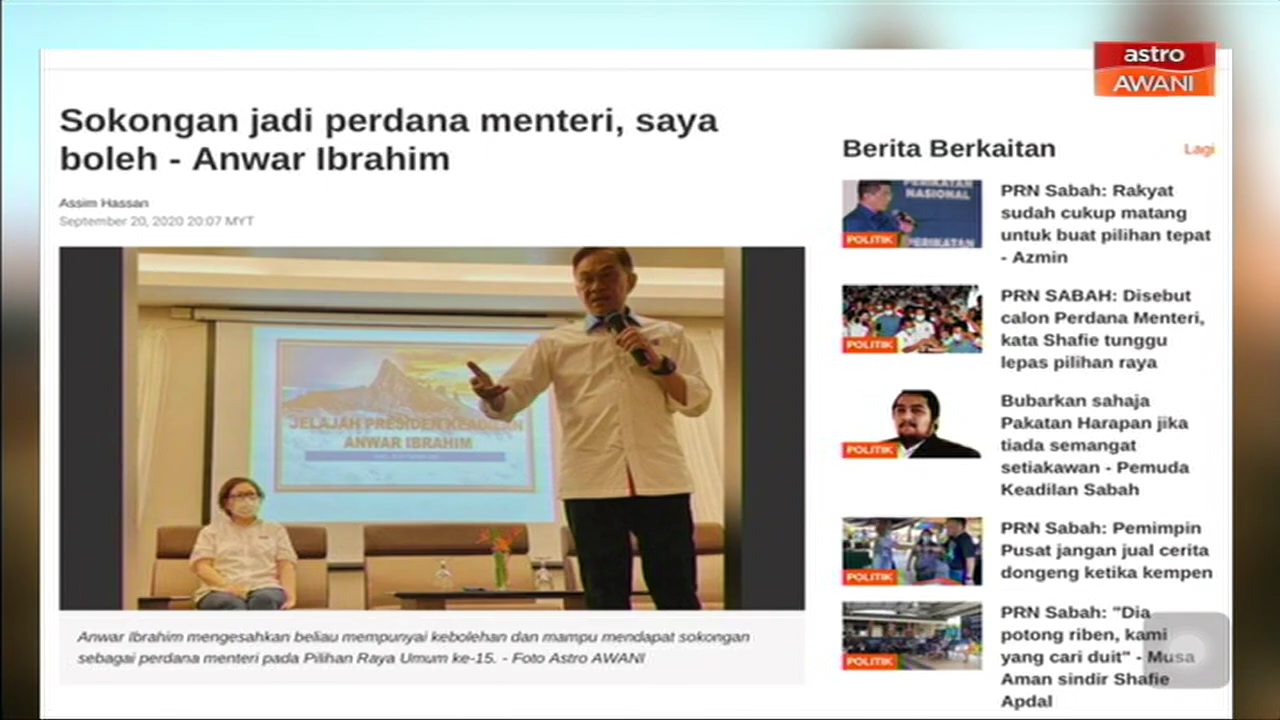 astro
AWANI
Sokongan jadi perdana menteri, saya
boleh - Anwar Ibrahim
Assim Hassan
September 20, 2020 20:07 MYT
JELAJAH PRESIDEN KEADILAN
ANWAR IBRAHIM
Anwar Ibrahim mengesahkan beliau mempunyai kebolehan dan mampu mendapat sokongan
sebagai perdana menteri pada Pilihan Raya Umum ke-15. - Foto Astro AWANI
Berita Berkaitan
Lagi
PERIKATAN
NASIONAL
PERIKATAN
POLITIK
PRN Sabah: Rakyat
sudah cukup matang
untuk buat pilihan tepat
- Azmin
POLITIK
PRN SABAH: Disebut
calon Perdana Menteri,
kata Shafie tunggu
lepas pilihan raya
POLITIK
Bubarkan sahaja
Pakatan Harapan jika
tiada semangat
setiakawan - Pemuda
Keadilan Sabah
POLITIK
PRN Sabah: Pemimpin
Pusat jangan jual cerita
dongeng ketika kempen
POLITIK
PRN Sabah: "Dia
potong riben, kami
yang cari duit" - Musa
Aman sindir Shafie
Apdal